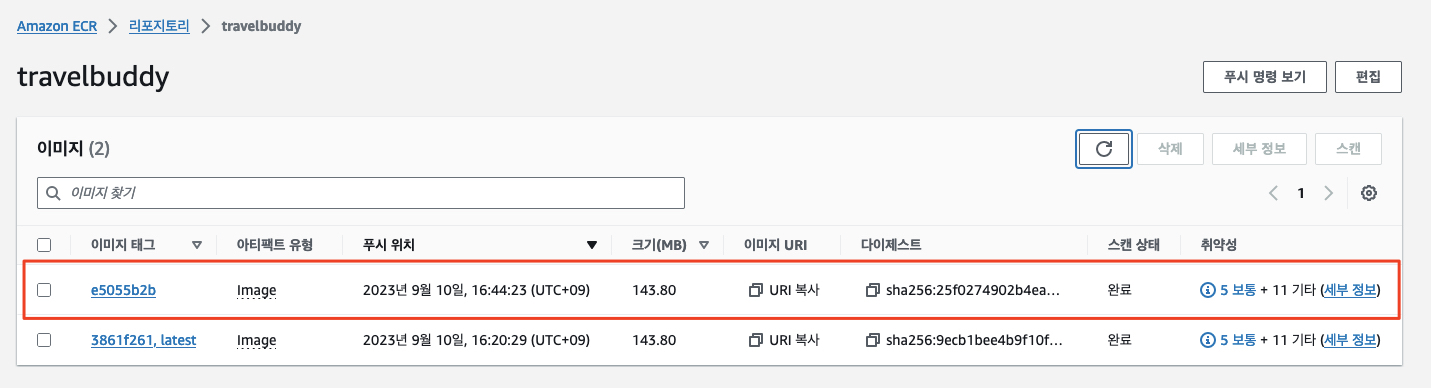 Amazon ECR > 리포지토리 > travelbuddy
travelbuddy
푸시 명령 보기 편집
이미지 (2)
삭제 세부 정보 스캔
이미지 찾기
1
이미지 태그 아티팩트 유형 푸시 위치 크기(MB) 이미지 URI 다이제스트 스캔 상태 취약성
e5055b2b Image 2023년 9월 10일, 16:44:23 (UTC+09) 143.80 URI 복사 sha256:25f0274902b4ea... 완료 5 보통 + 11 기타 (세부 정보)
3861f261, latest Image 2023년 9월 10일, 16:20:29 (UTC+09) 143.80 URI 복사 sha256:9ecb1bee4b9f10f... 완료 5 보통 + 11 기타 (세부 정보)